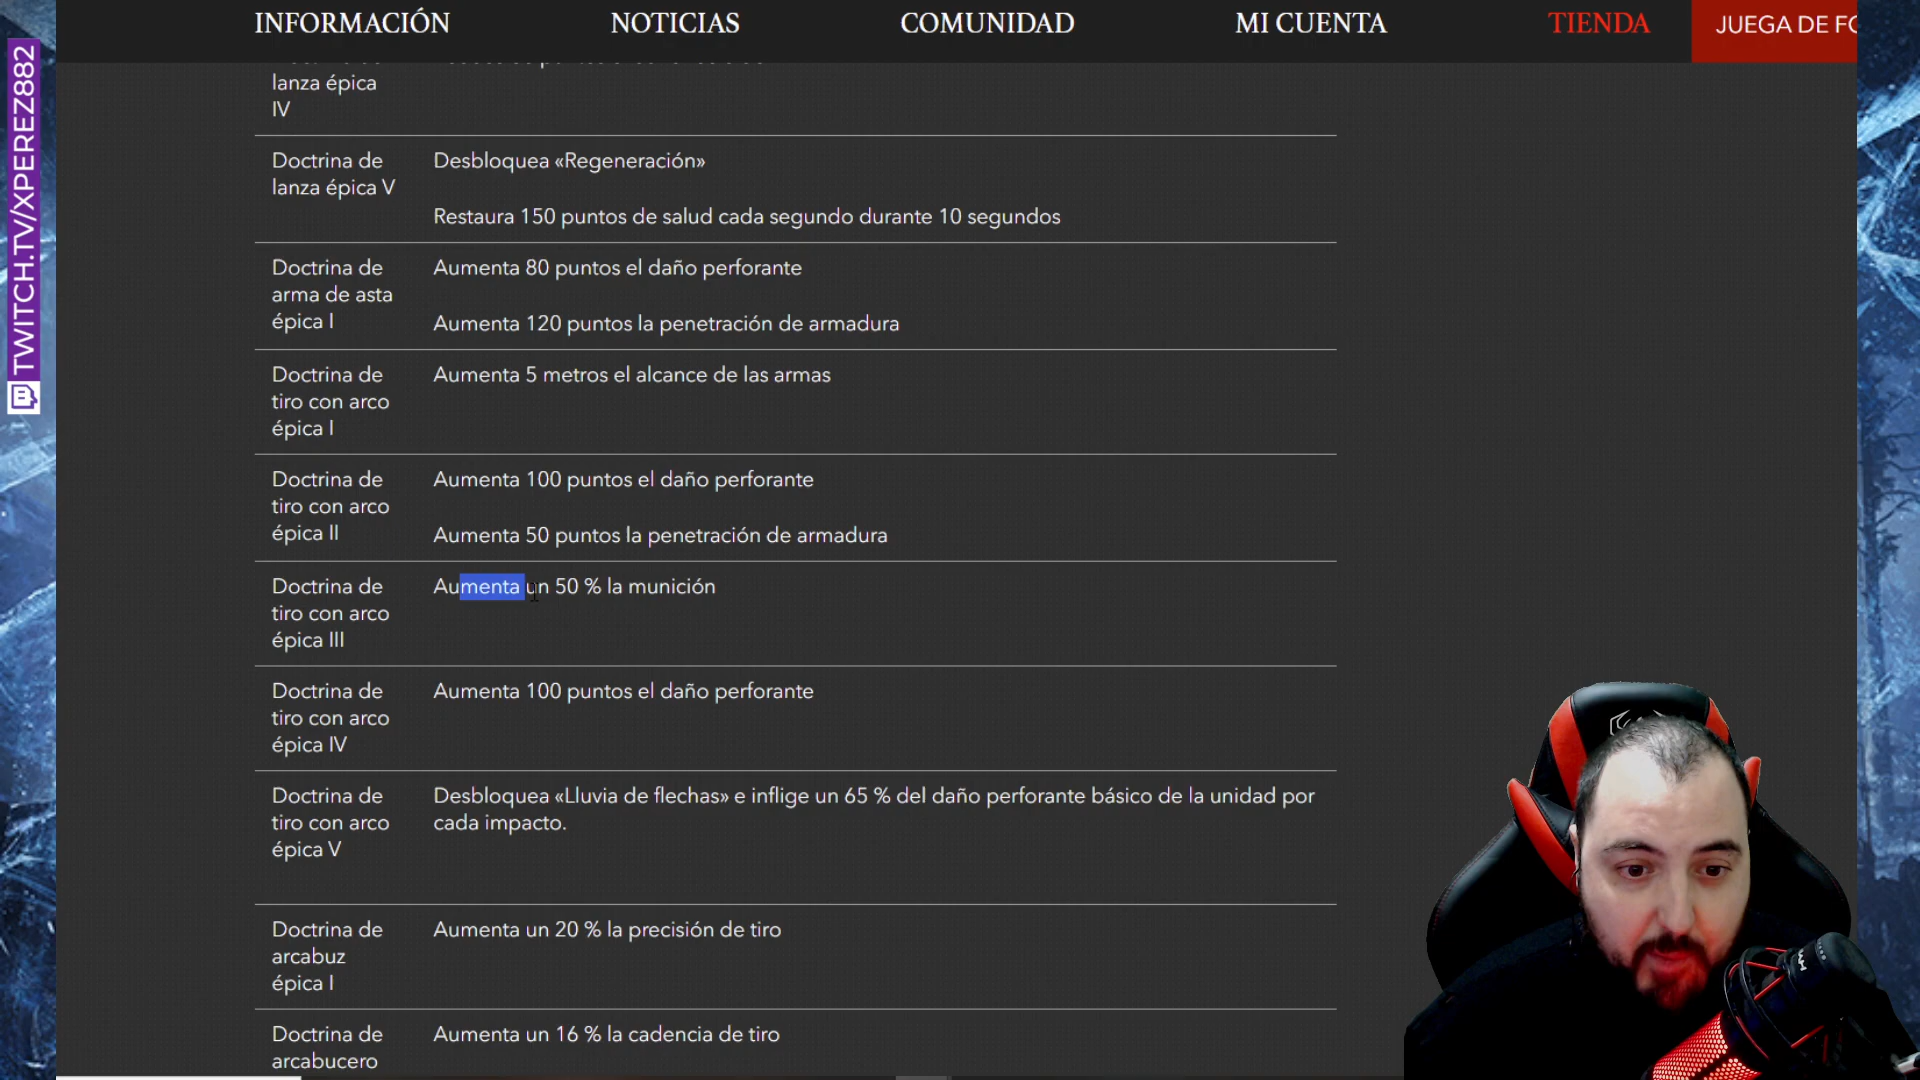 INFORMACIÓN NOTICIAS COMUNIDAD MI CUENTA TIENDA JUEGA DE FO
TWITCH.TV/XPEREZ882
lanza épica
IV
Doctrina de
lanza épica V
Desbloquea «Regeneración»
Restaura 150 puntos de salud cada segundo durante 10 segundos
Doctrina de
arma de asta
épica I
Aumenta 80 puntos el daño perforante
Aumenta 120 puntos la penetración de armadura
Doctrina de
tiro con arco
épica I
Aumenta 5 metros el alcance de las armas
Doctrina de
tiro con arco
épica II
Aumenta 100 puntos el daño perforante
Aumenta 50 puntos la penetración de armadura
Doctrina de
tiro con arco
épica III
Aumenta un 50 % la munición
Doctrina de
tiro con arco
épica IV
Aumenta 100 puntos el daño perforante
Doctrina de
tiro con arco
épica V
Desbloquea «Lluvia de flechas» e inflige un 65 % del daño perforante básico de la unidad por
cada impacto.
Doctrina de
arcabuz
épica I
Aumenta un 20 % la precisión de tiro
Doctrina de
arcabucero
Aumenta un 16 % la cadencia de tiro